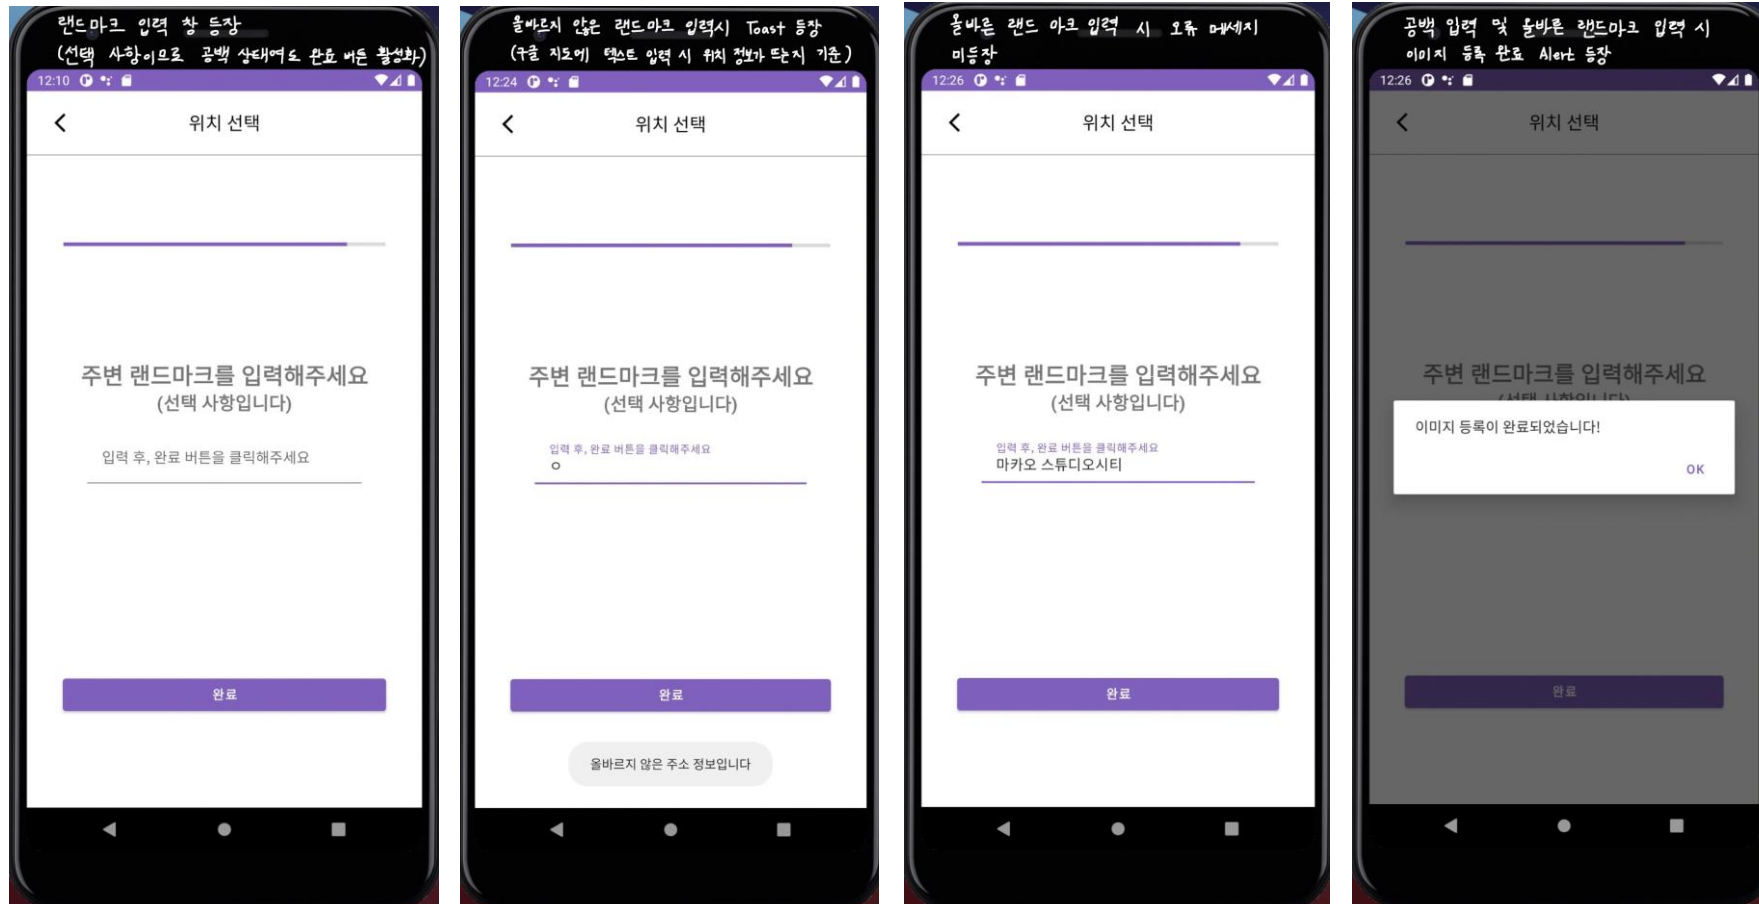 랜드마크 입력 창 등장
(선택 사항이므로 공백 상태여도 완료 버튼 활성화)
12:10
위치 선택
주변 랜드마크를 입력해주세요
(선택 사항입니다)
입력 후, 완료 버튼을 클릭해주세요
완료
올바르지 않은 랜드마크 입력시 Toast 등장
(구글 지도에 텍스트 입력 시 위치 정보가 뜨는지 기준)
12:24
위치 선택
주변 랜드마크를 입력해주세요
(선택 사항입니다)
입력 후, 완료 버튼을 클릭해주세요
ㅇ
완료
올바르지 않은 주소 정보입니다
올바른 랜드 마크 입력 시 오류 메세지
미등장
12:26
위치 선택
주변 랜드마크를 입력해주세요
(선택 사항입니다)
입력 후, 완료 버튼을 클릭해주세요
마카오 스튜디오시티
완료
공백 입력 및 올바른 랜드마크 입력 시
이미지 등록 완료 Alert 등장
12:26
위치 선택
주변 랜드마크를 입력해주세요
(선택 사항입니다)
이미지 등록이 완료되었습니다!
OK
완료